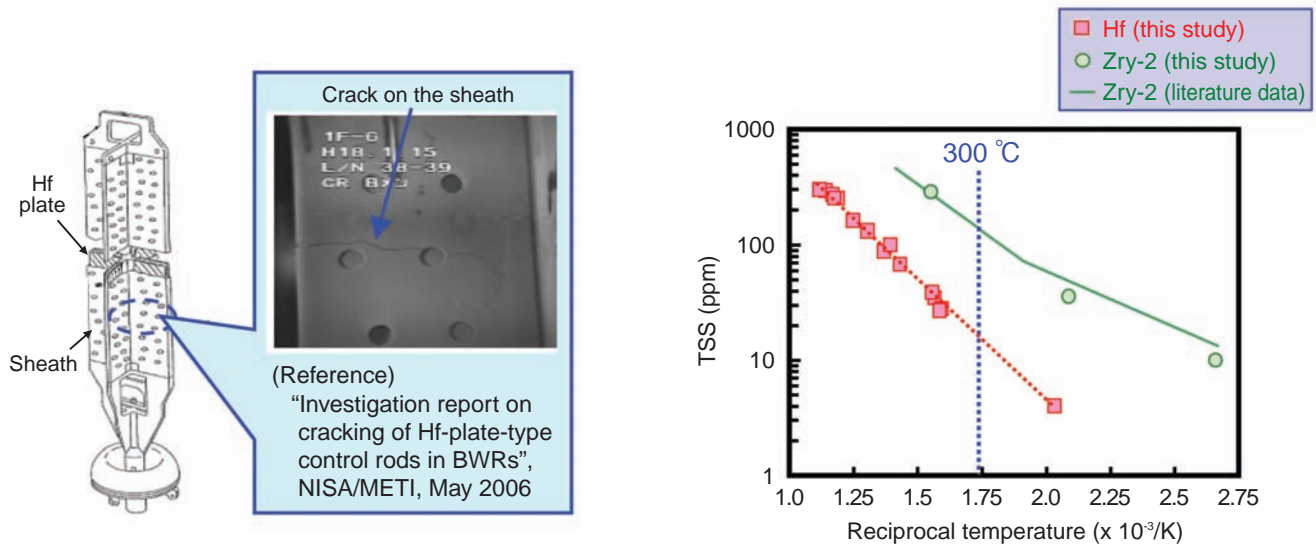 Crack on the sheath
1F-6
H18.1.15
L/N 38-39
Hf
plate
Sheath
(Reference)
"Investigation report on
cracking of Hf-plate-type
control rods in BWRs",
NISA/METI, May 2006
Hf (this study)
Zry-2 (this study)
Zry-2 (literature data)
300 °C
1000
100
10
1
TSS (ppm)
1.0 1.25 1.5 1.75 2.0 2.25 2.5 2.75
Reciprocal temperature (x 10⁻³/K)